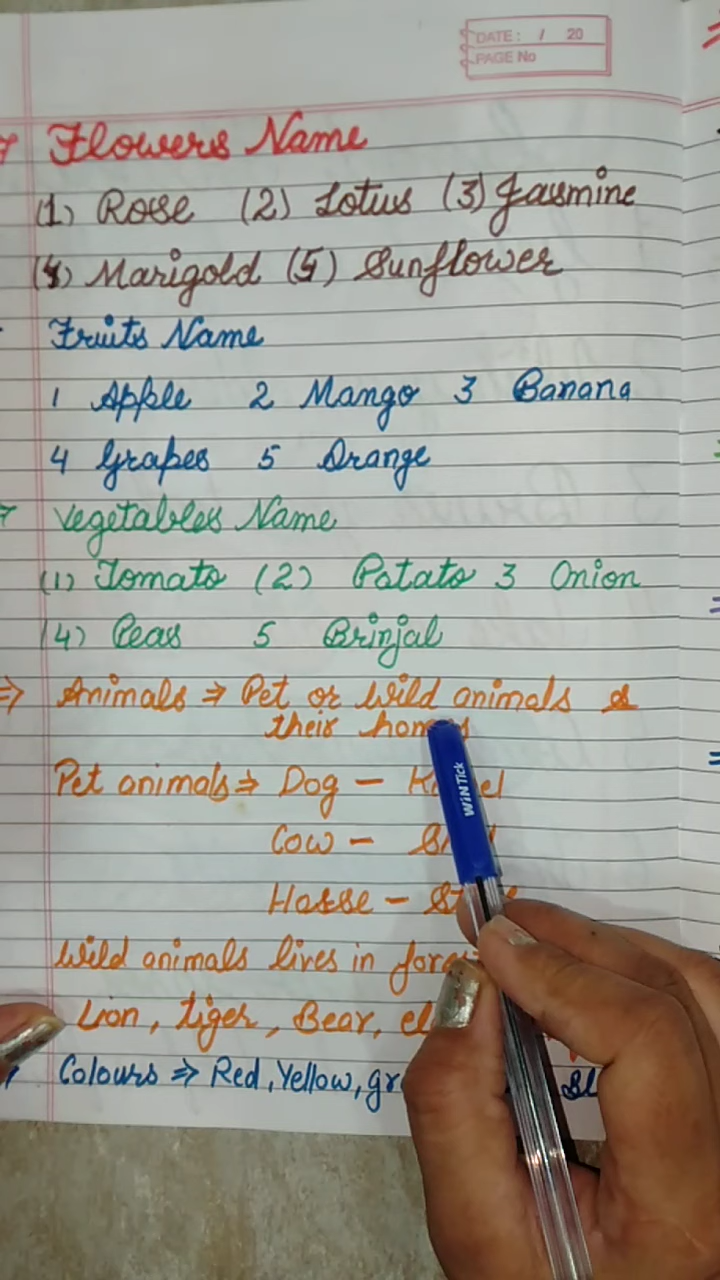 DATE: / 20
PAGE No
Flowers Name
(1) Rose (2) Lotus (3) Jasmine
(4) Marigold (5) Sunflower
Fruits Name
1 Apple 2 Mango 3 Banana
4 Grapes 5 Orange
Vegetables Name
(1) Tomato (2) Potato 3 Onion
(4) Peas 5 Brinjal
⇒ Animals ⇒ Pet or wild animals &
their homes
Pet animals ⇒ Dog –
Cow –
Horse –
WiNTick
Wild animals lives in
Lion, Tiger, Bear,
Colours ⇒ Red, Yellow,